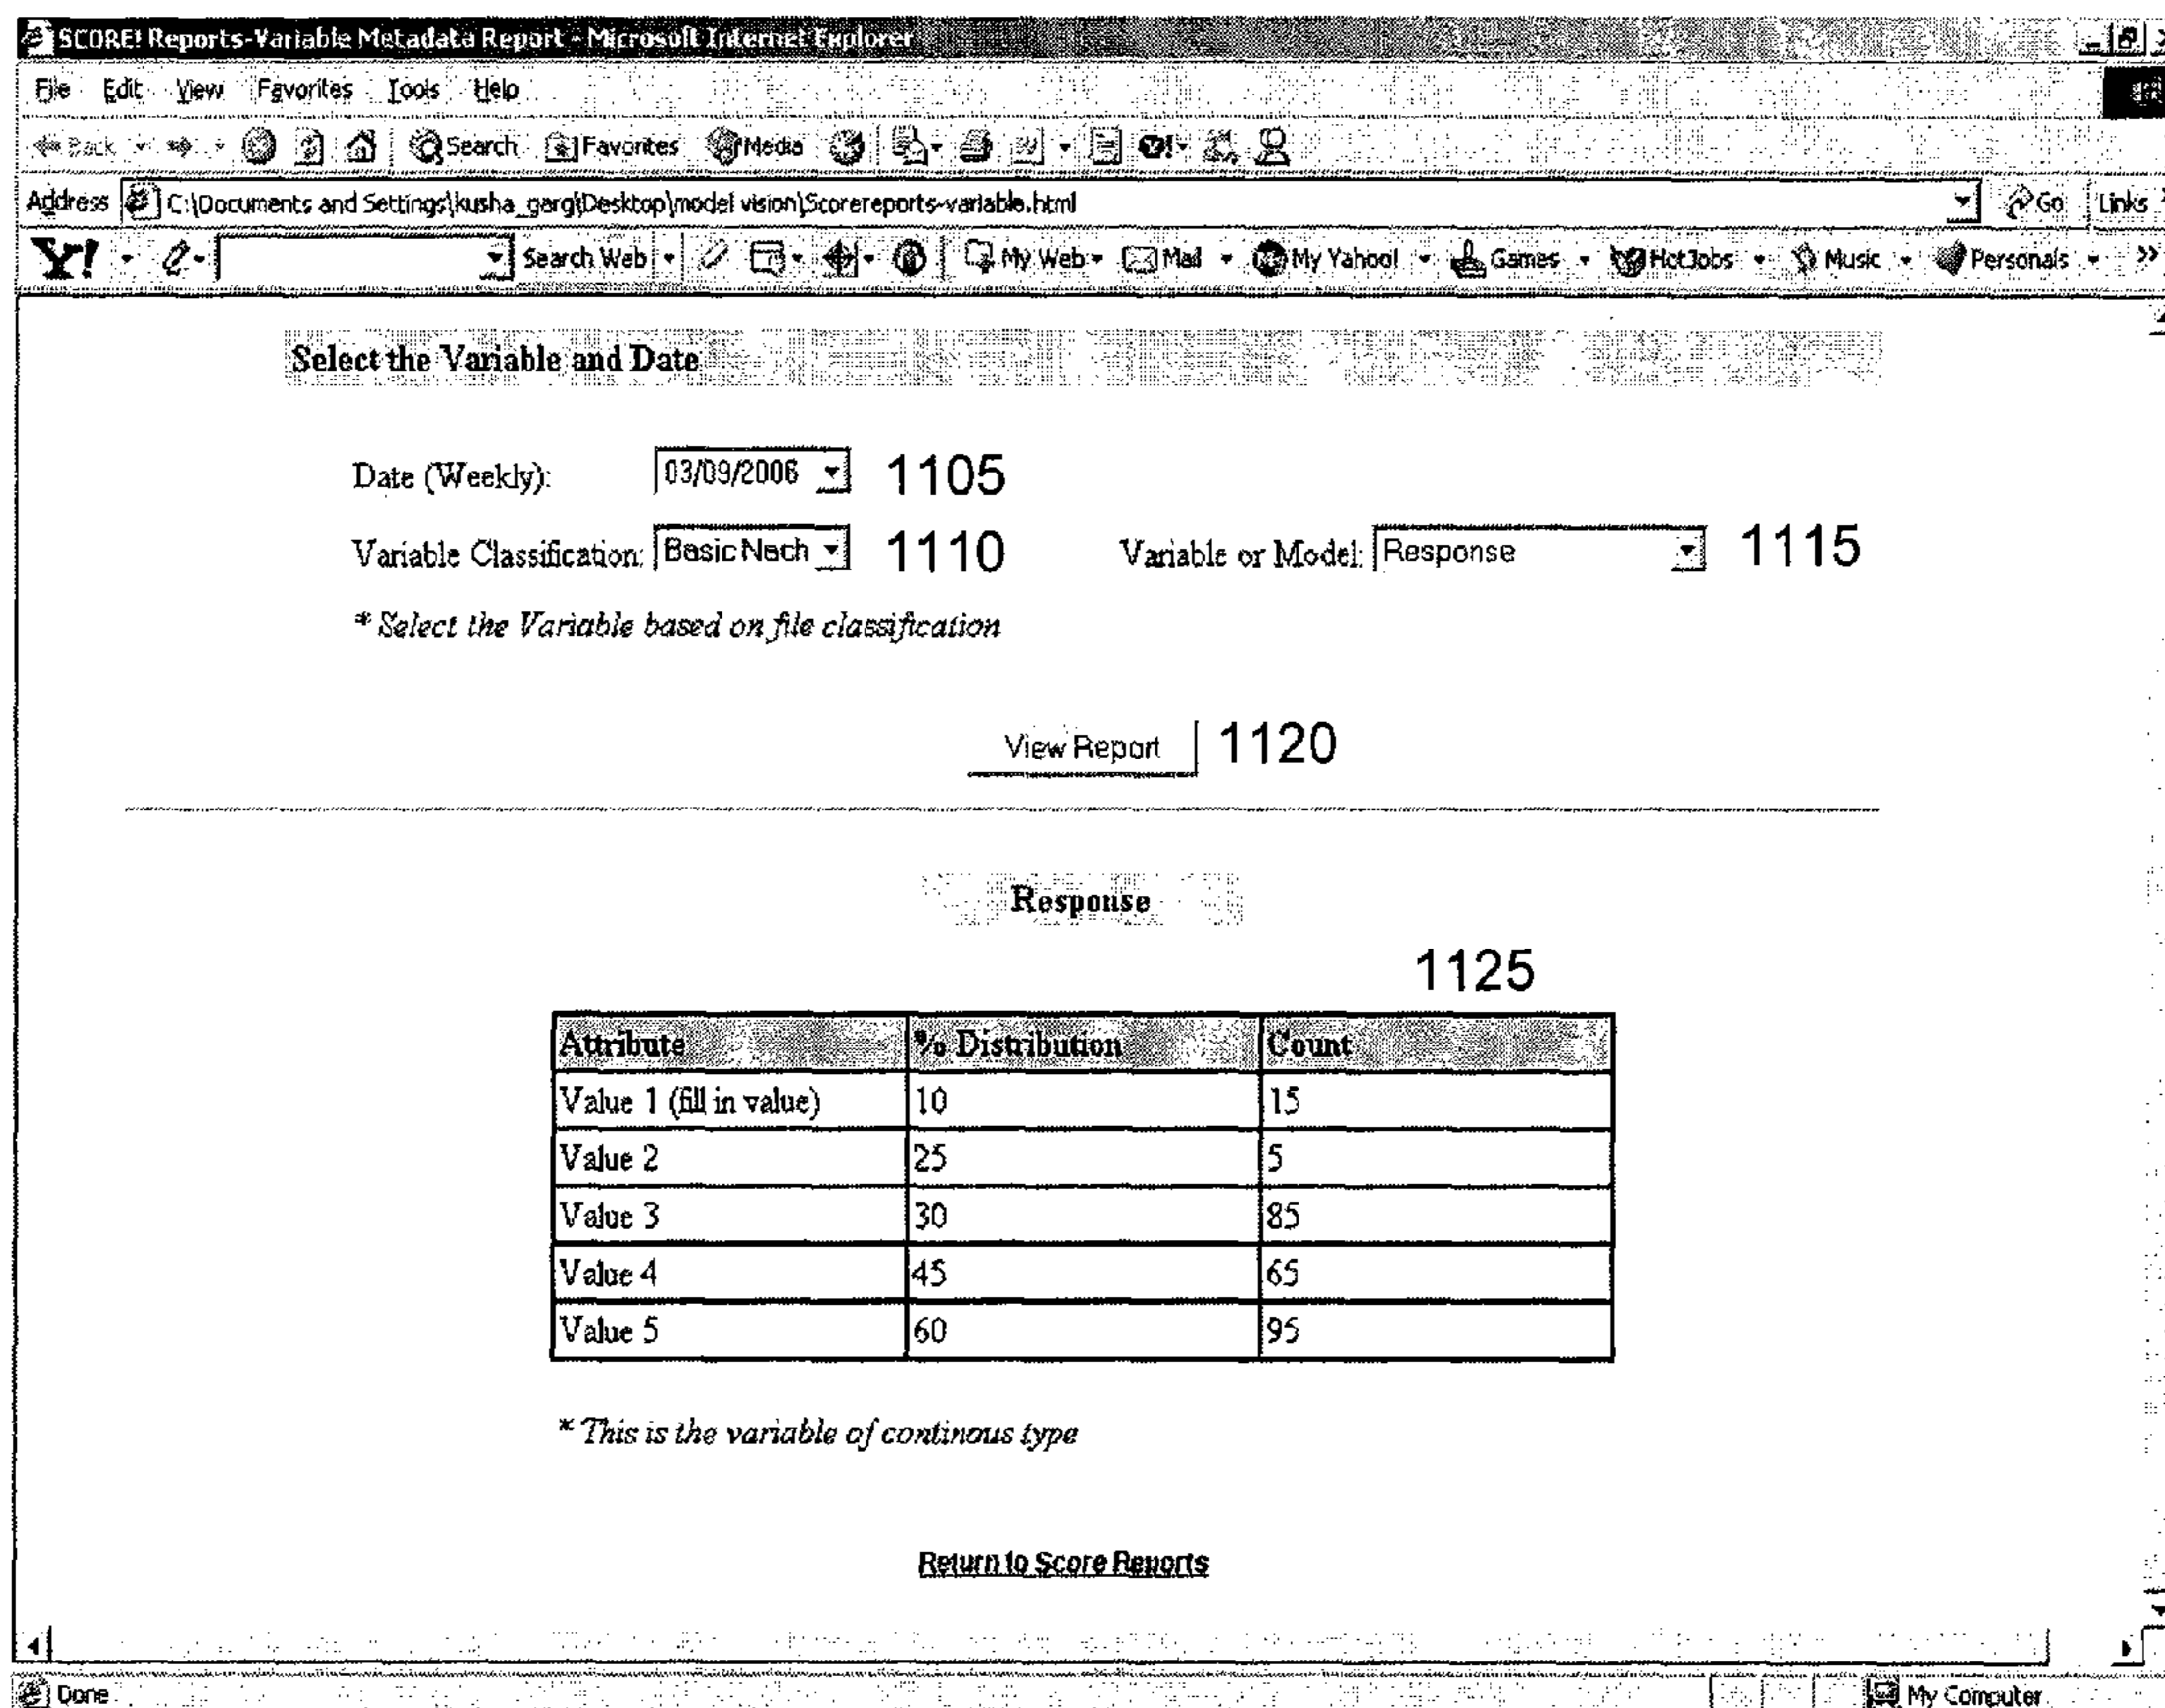 SCORE! Reports-Variable Metadata Report - Microsoft Internet Explorer
File Edit View Favorites Tools Help
Back Search Favorites Media
Address C:\Documents and Settings\kusha_garg\Desktop\model vision\Scorereports-variable.html Go Links
Y! Search Web My Web Mail My Yahoo! Games HotJobs Music Personals »
Select the Variable and Date
Date (Weekly): 03/09/2006 1105
Variable Classification: Basic Nech 1110 Variable or Model: Response 1115
* Select the Variable based on file classification
View Report 1120
Response
1125
Attribute % Distribution Count
Value 1 (fill in value) 10 15
Value 2 25 5
Value 3 30 85
Value 4 45 65
Value 5 60 95
* This is the variable of continous type
Return to Score Reports
Done My Computer